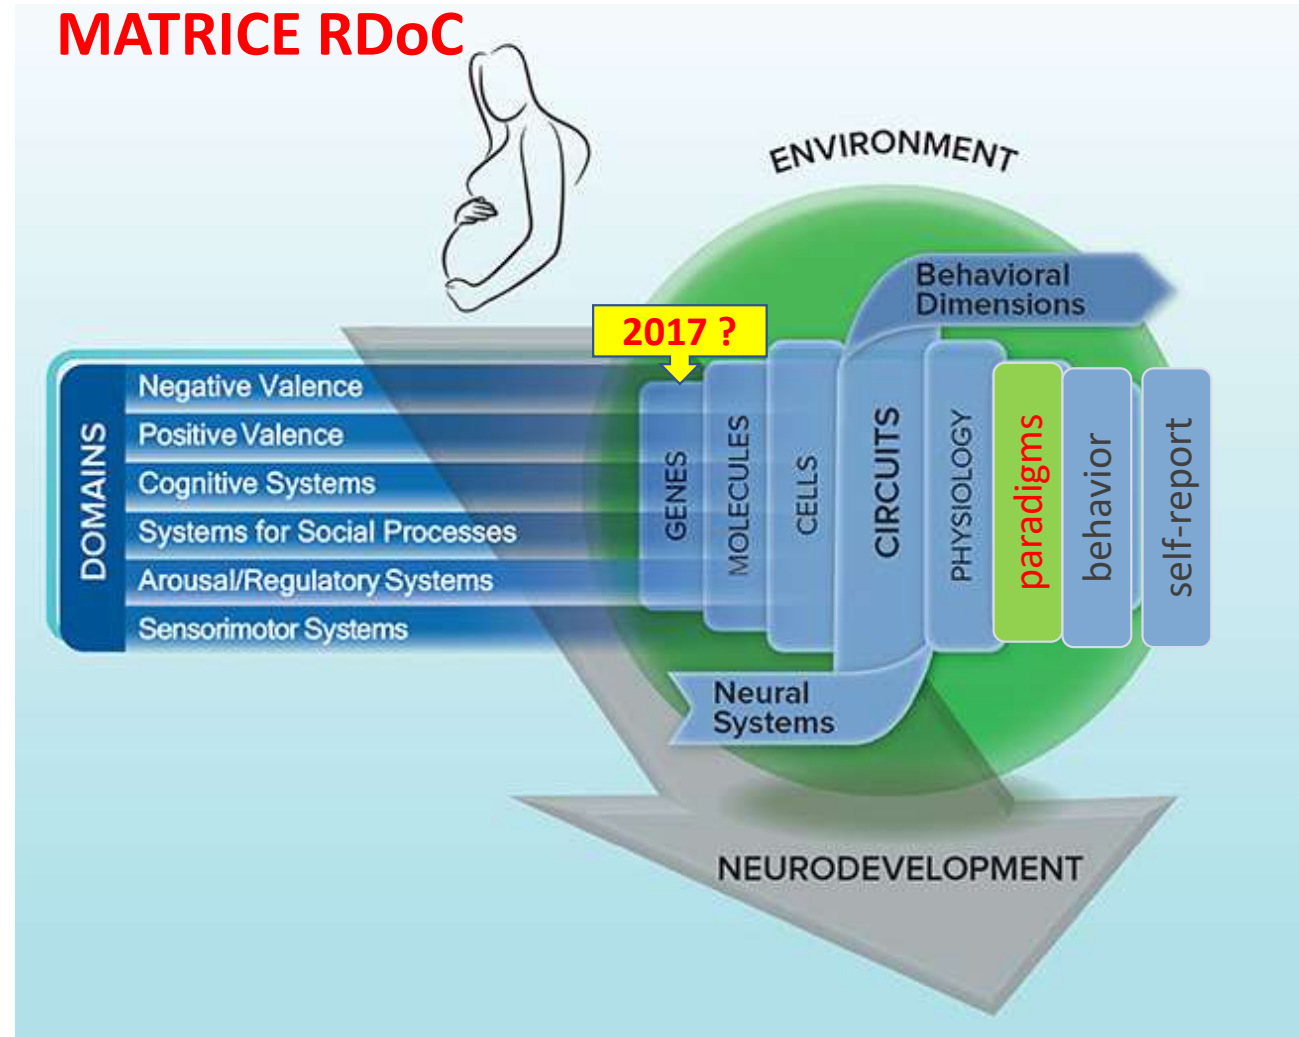 MATRICE RDoC
ENVIRONMENT
Behavioral
Dimensions
2017 ?
DOMAINS
Negative Valence
Positive Valence
Cognitive Systems
Systems for Social Processes
Arousal/Regulatory Systems
Sensorimotor Systems
GENES
MOLECULES
CELLS
CIRCUITS
PHYSIOLOGY
paradigms
behavior
self-report
Neural
Systems
NEURODEVELOPMENT